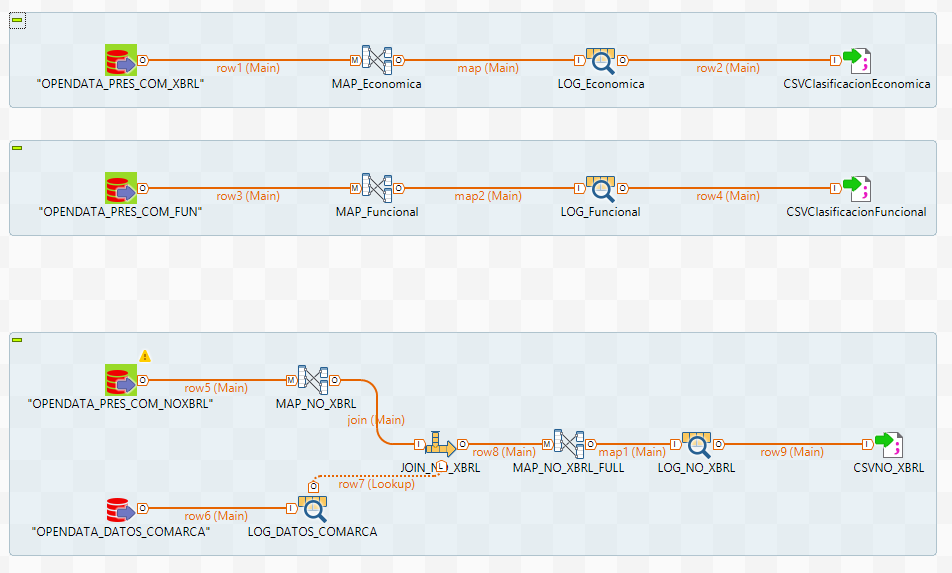 row1 (Main)
map (Main)
row2 (Main)
"OPENDATA_PRES_COM_XBRL"
MAP_Economica
LOG_Economica
CSVClasificacionEconomica
row3 (Main)
map2 (Main)
row4 (Main)
"OPENDATA_PRES_COM_FUN"
MAP_Funcional
LOG_Funcional
CSVClasificacionFuncional
row5 (Main)
"OPENDATA_PRES_COM_NOXBRL"
MAP_NO_XBRL
join (Main)
row8 (Main)
map1 (Main)
row9 (Main)
JOIN_NO_XBRL
MAP_NO_XBRL_FULL
LOG_NO_XBRL
CSVNO_XBRL
row7 (Lookup)
row6 (Main)
"OPENDATA_DATOS_COMARCA"
LOG_DATOS_COMARCA